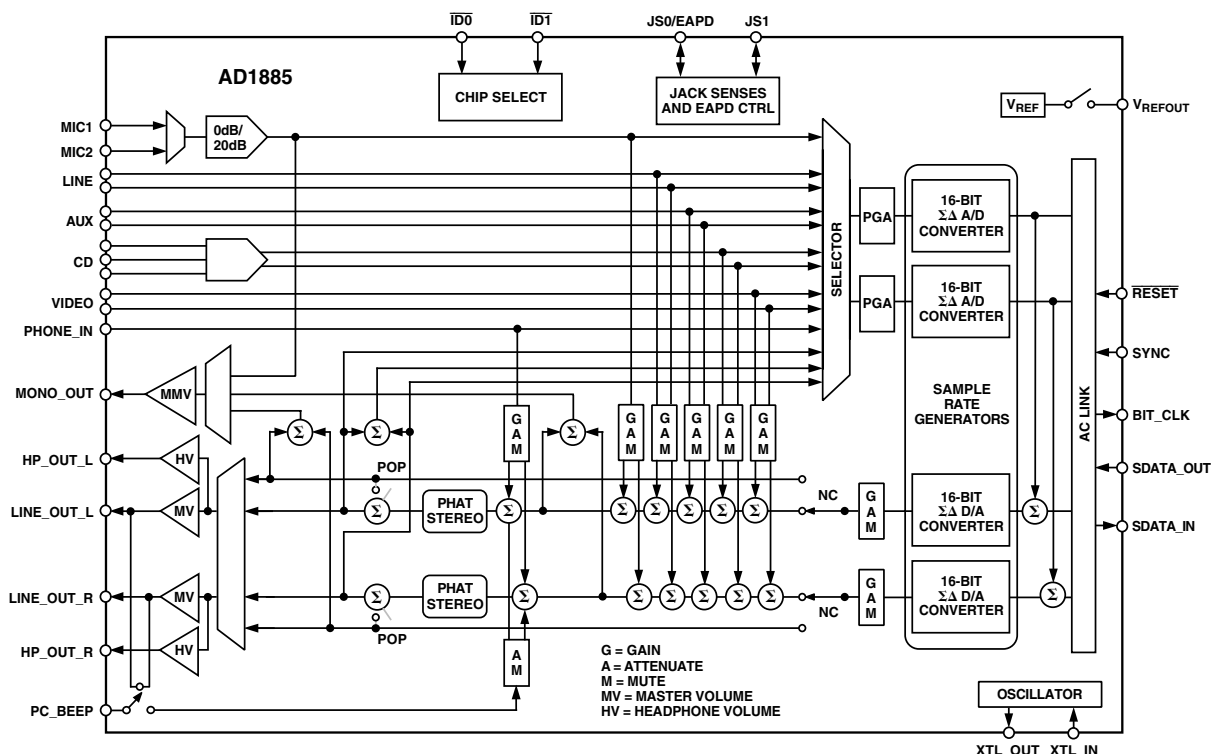 ID0 ID1 JS0/EAPD JS1
AD1885
CHIP SELECT
JACK SENSES
AND EAPD CTRL
VREF
VREFOUT
MIC1
MIC2
0dB/
20dB
LINE
AUX
CD
VIDEO
PHONE_IN
SELECTOR
PGA
PGA
16-BIT
ΣΔ A/D
CONVERTER
16-BIT
ΣΔ A/D
CONVERTER
SAMPLE
RATE
GENERATORS
AC LINK
RESET
SYNC
BIT_CLK
SDATA_OUT
SDATA_IN
MONO_OUT
MMV
Σ
Σ
G
A
M
Σ
G
A
M
G
A
M
G
A
M
G
A
M
G
A
M
HP_OUT_L
HV
POP
LINE_OUT_L
MV
Σ
PHAT
STEREO
Σ
Σ
Σ
Σ
Σ
Σ
NC
G
A
M
16-BIT
ΣΔ D/A
CONVERTER
Σ
LINE_OUT_R
MV
Σ
PHAT
STEREO
Σ
Σ
Σ
Σ
Σ
Σ
NC
G
A
M
16-BIT
ΣΔ D/A
CONVERTER
Σ
HP_OUT_R
HV
POP
A
M
PC_BEEP
G = GAIN
A = ATTENUATE
M = MUTE
MV = MASTER VOLUME
HV = HEADPHONE VOLUME
OSCILLATOR
XTL_OUT XTL_IN